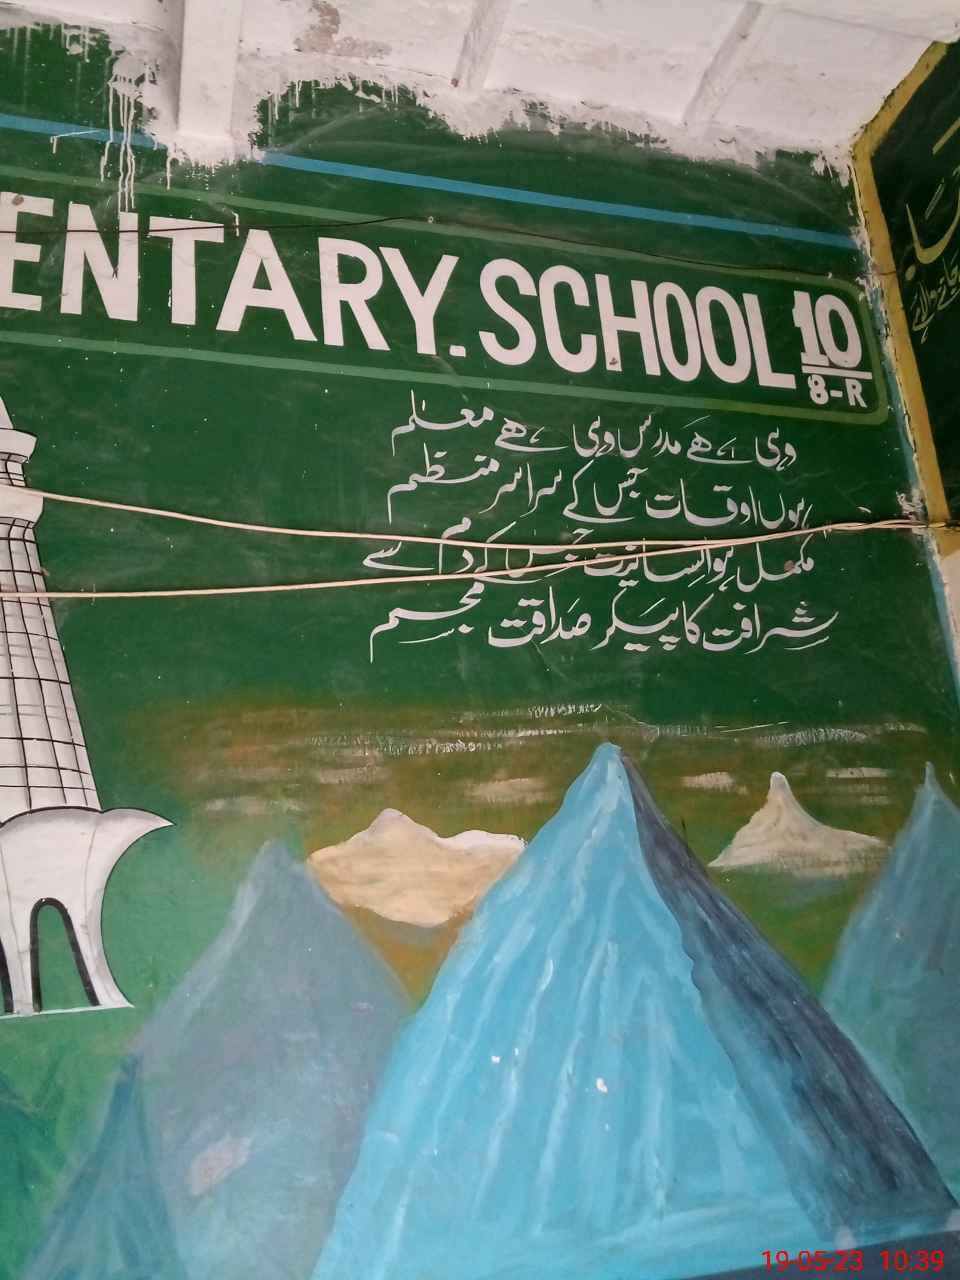 ENTARY. SCHOOL 10/8-R
وہی ہے مدرس وہی ہے معلم
ہوں اوقات جس کے سراسر منظم
مکمل ہو انسانیت جس کے دم سے
شرافت کا پیکر صداقت مجسم
19-05-23 10:39